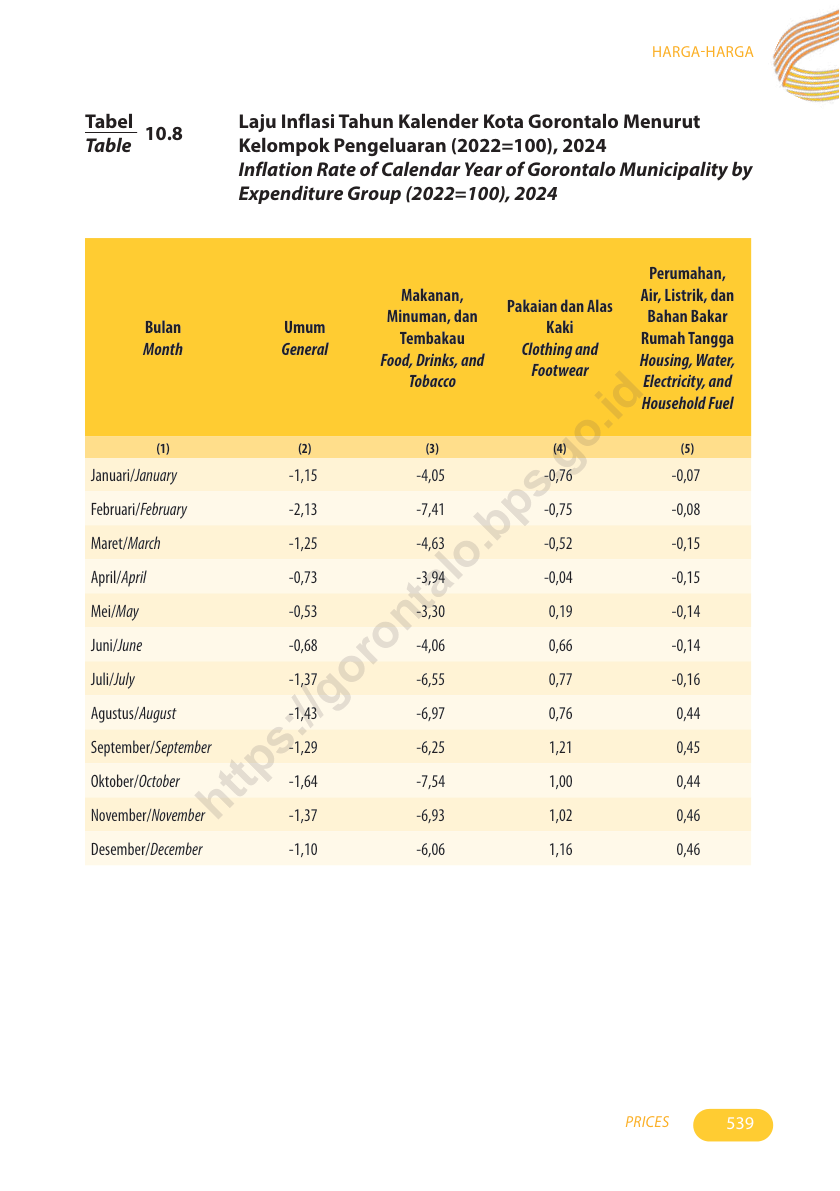 HARGA-HARGA
Tabel
Table
10.8
Laju Inflasi Tahun Kalender Kota Gorontalo Menurut
Kelompok Pengeluaran (2022=100), 2024
Inflation Rate of Calendar Year of Gorontalo Municipality by
Expenditure Group (2022=100), 2024
Bulan
Month
Umum
General
Makanan,
Minuman, dan
Tembakau
Food, Drinks, and
Tobacco
Pakaian dan Alas
Kaki
Clothing and
Footwear
Perumahan,
Air, Listrik, dan
Bahan Bakar
Rumah Tangga
Housing, Water,
Electricity, and
Household Fuel
(1) (2) (3) (4) (5)
Januari/January -1,15 -4,05 -0,76 -0,07
Februari/February -2,13 -7,41 -0,75 -0,08
Maret/March -1,25 -4,63 -0,52 -0,15
April/April -0,73 -3,94 -0,04 -0,15
Mei/May -0,53 -3,30 0,19 -0,14
Juni/June -0,68 -4,06 0,66 -0,14
Juli/July -1,37 -6,55 0,77 -0,16
Agustus/August -1,43 -6,97 0,76 0,44
September/September -1,29 -6,25 1,21 0,45
Oktober/October -1,64 -7,54 1,00 0,44
November/November -1,37 -6,93 1,02 0,46
Desember/December -1,10 -6,06 1,16 0,46
https://gorontalo.bps.go.id
PRICES 539